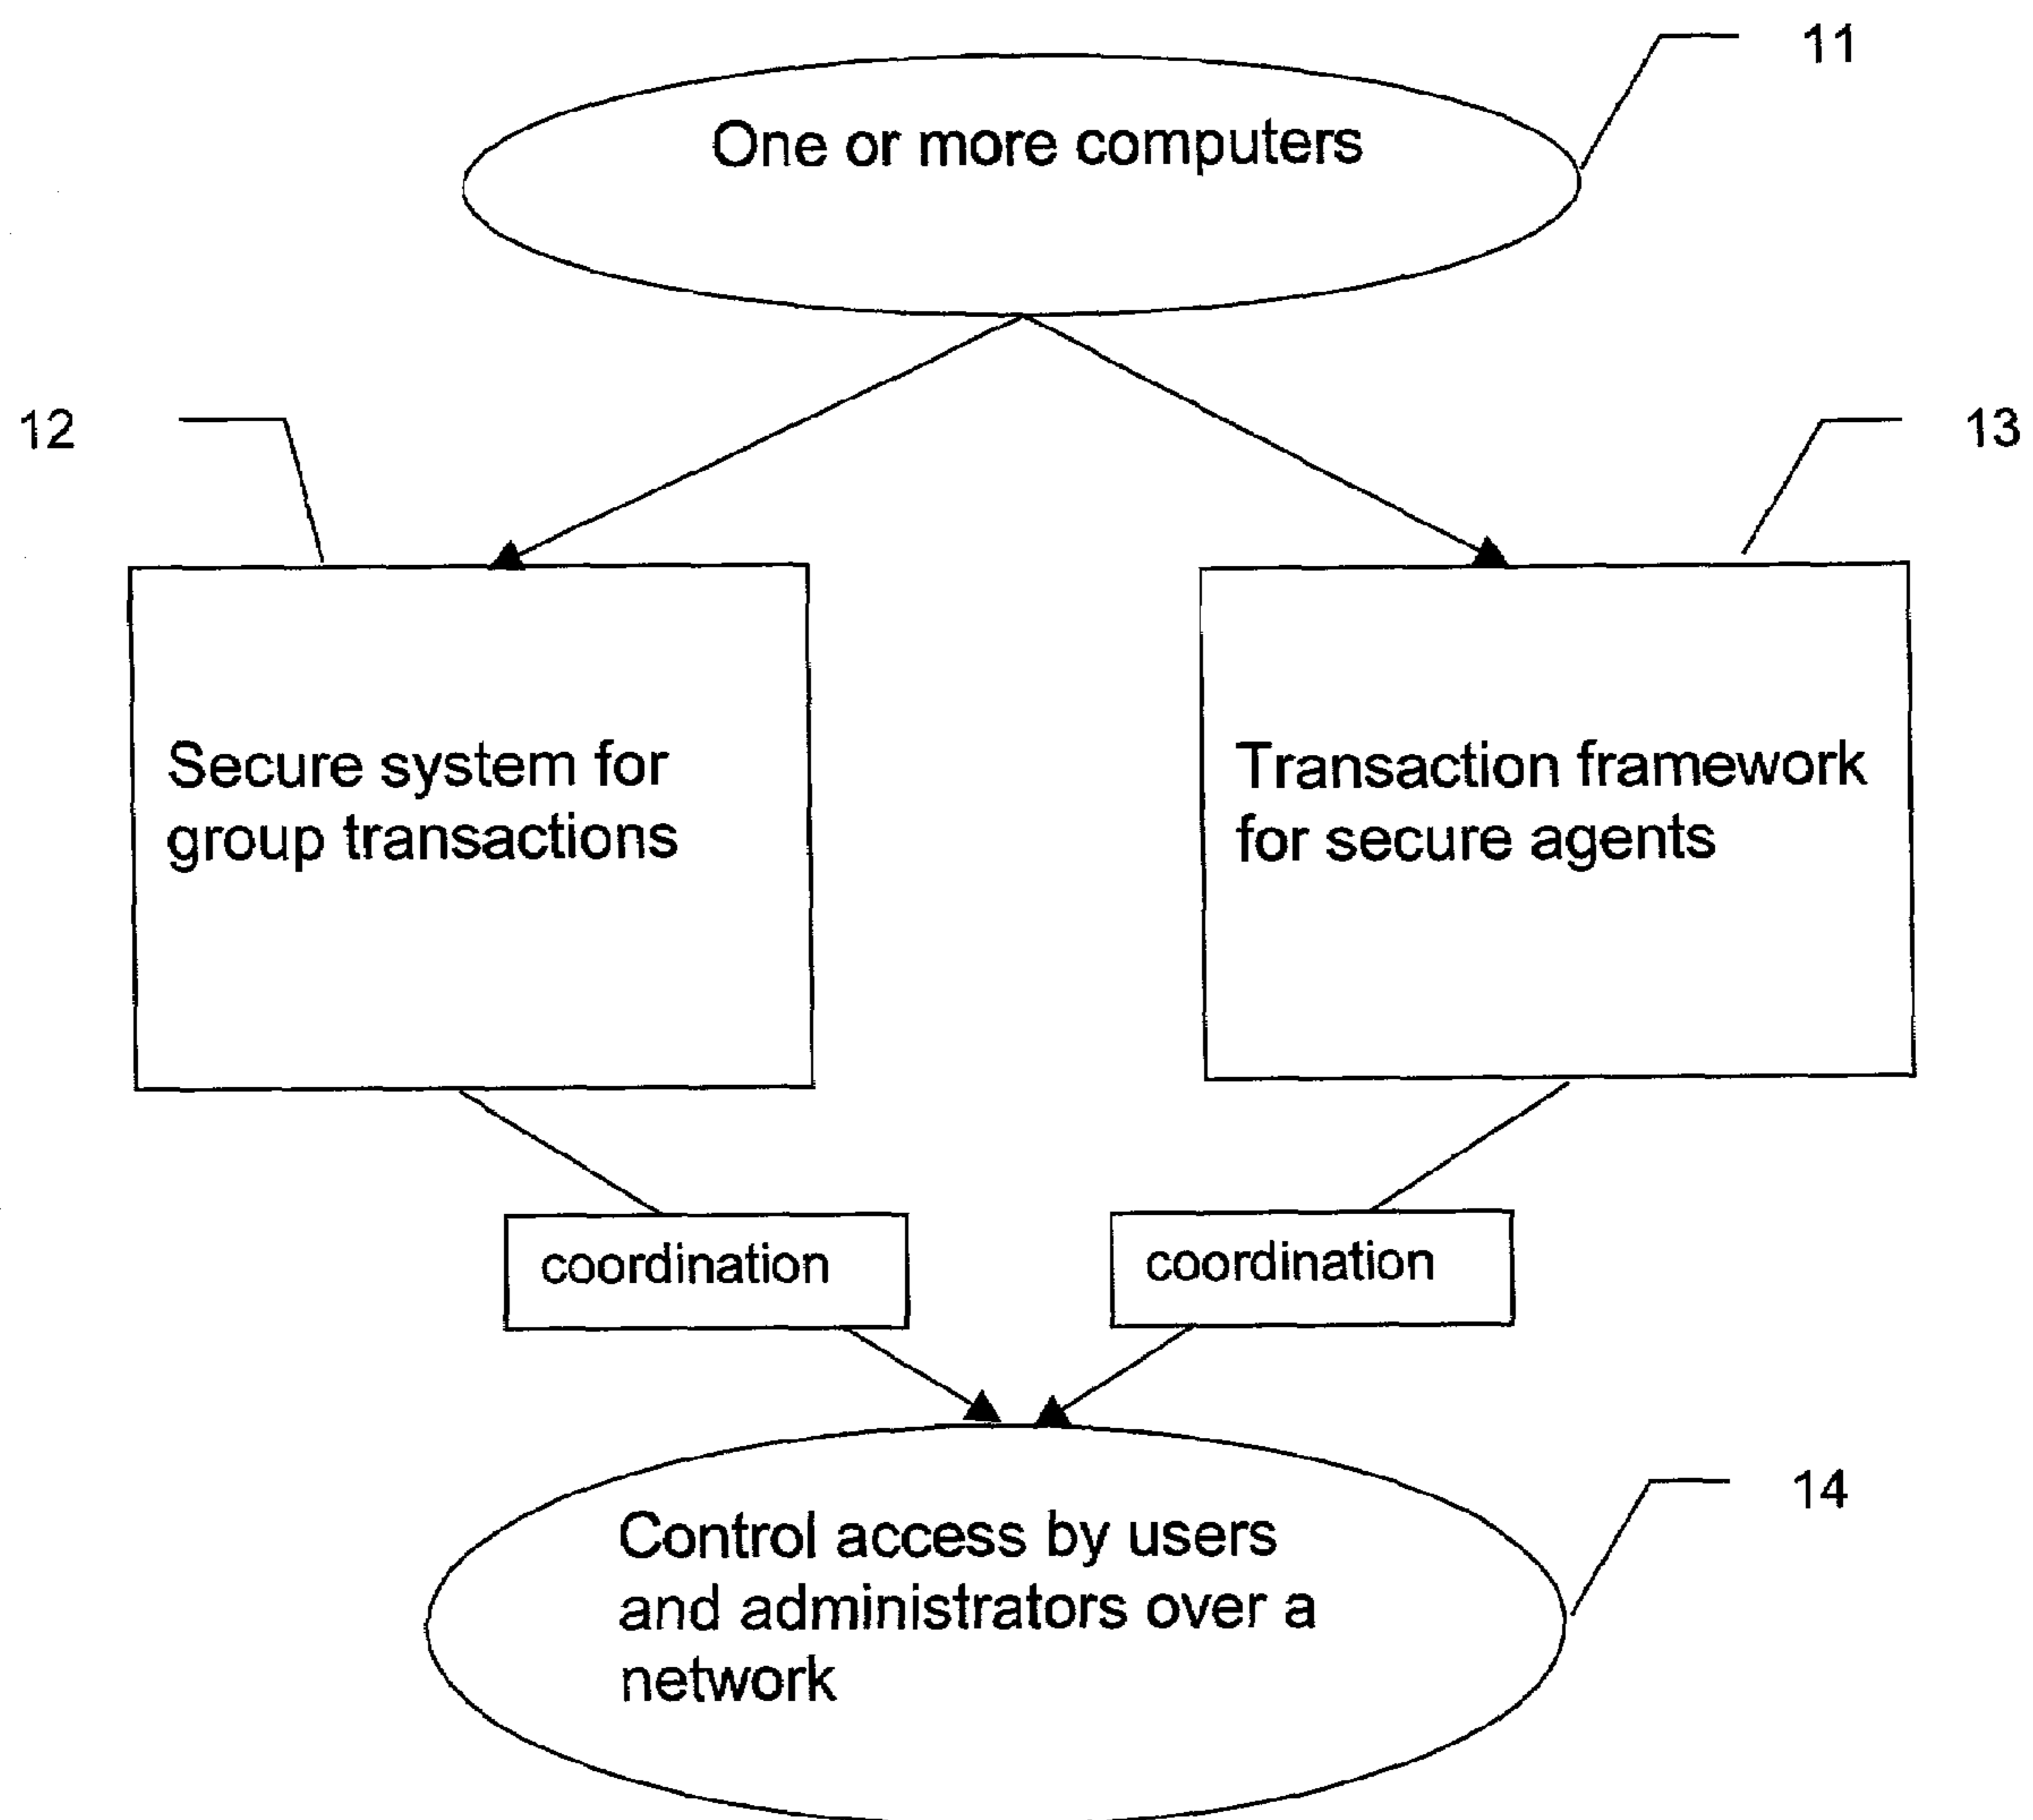 11
One or more computers
12
13
Secure system for
group transactions
Transaction framework
for secure agents
coordination
coordination
14
Control access by users
and administrators over a
network